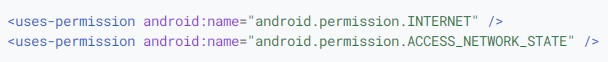 <uses-permission android:name="android.permission.INTERNET" />
<uses-permission android:name="android.permission.ACCESS_NETWORK_STATE" />